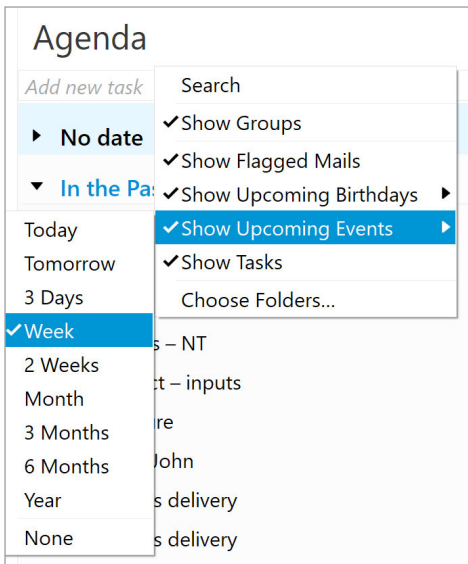 Agenda
Add new task
No date
In the Pa
Search
Show Groups
Show Flagged Mails
Show Upcoming Birthdays
Show Upcoming Events
Show Tasks
Choose Folders...
Today
Tomorrow
3 Days
Week
2 Weeks
Month
3 Months
6 Months
Year
None
s – NT
ct – inputs
re
John
s delivery
s delivery